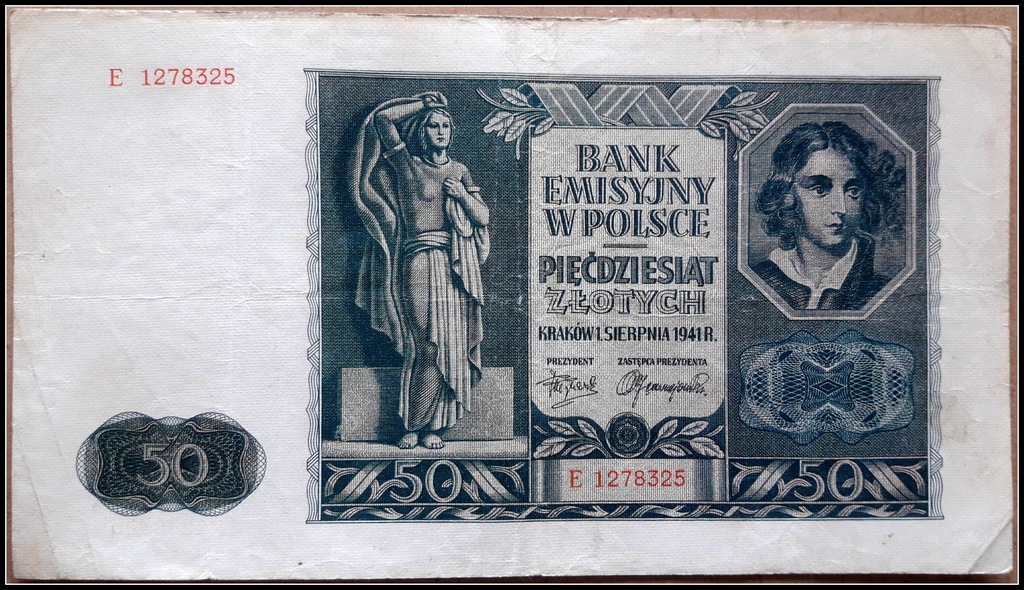 E 1278325
BANK
EMISYJNY
W POLSCE
PIĘĆDZIESIĄT
ZŁOTYCH
KRAKÓW 1. SIERPNIA 1941 R.
PREZYDENT ZASTĘPCA PREZYDENTA
50
50
E 1278325
50